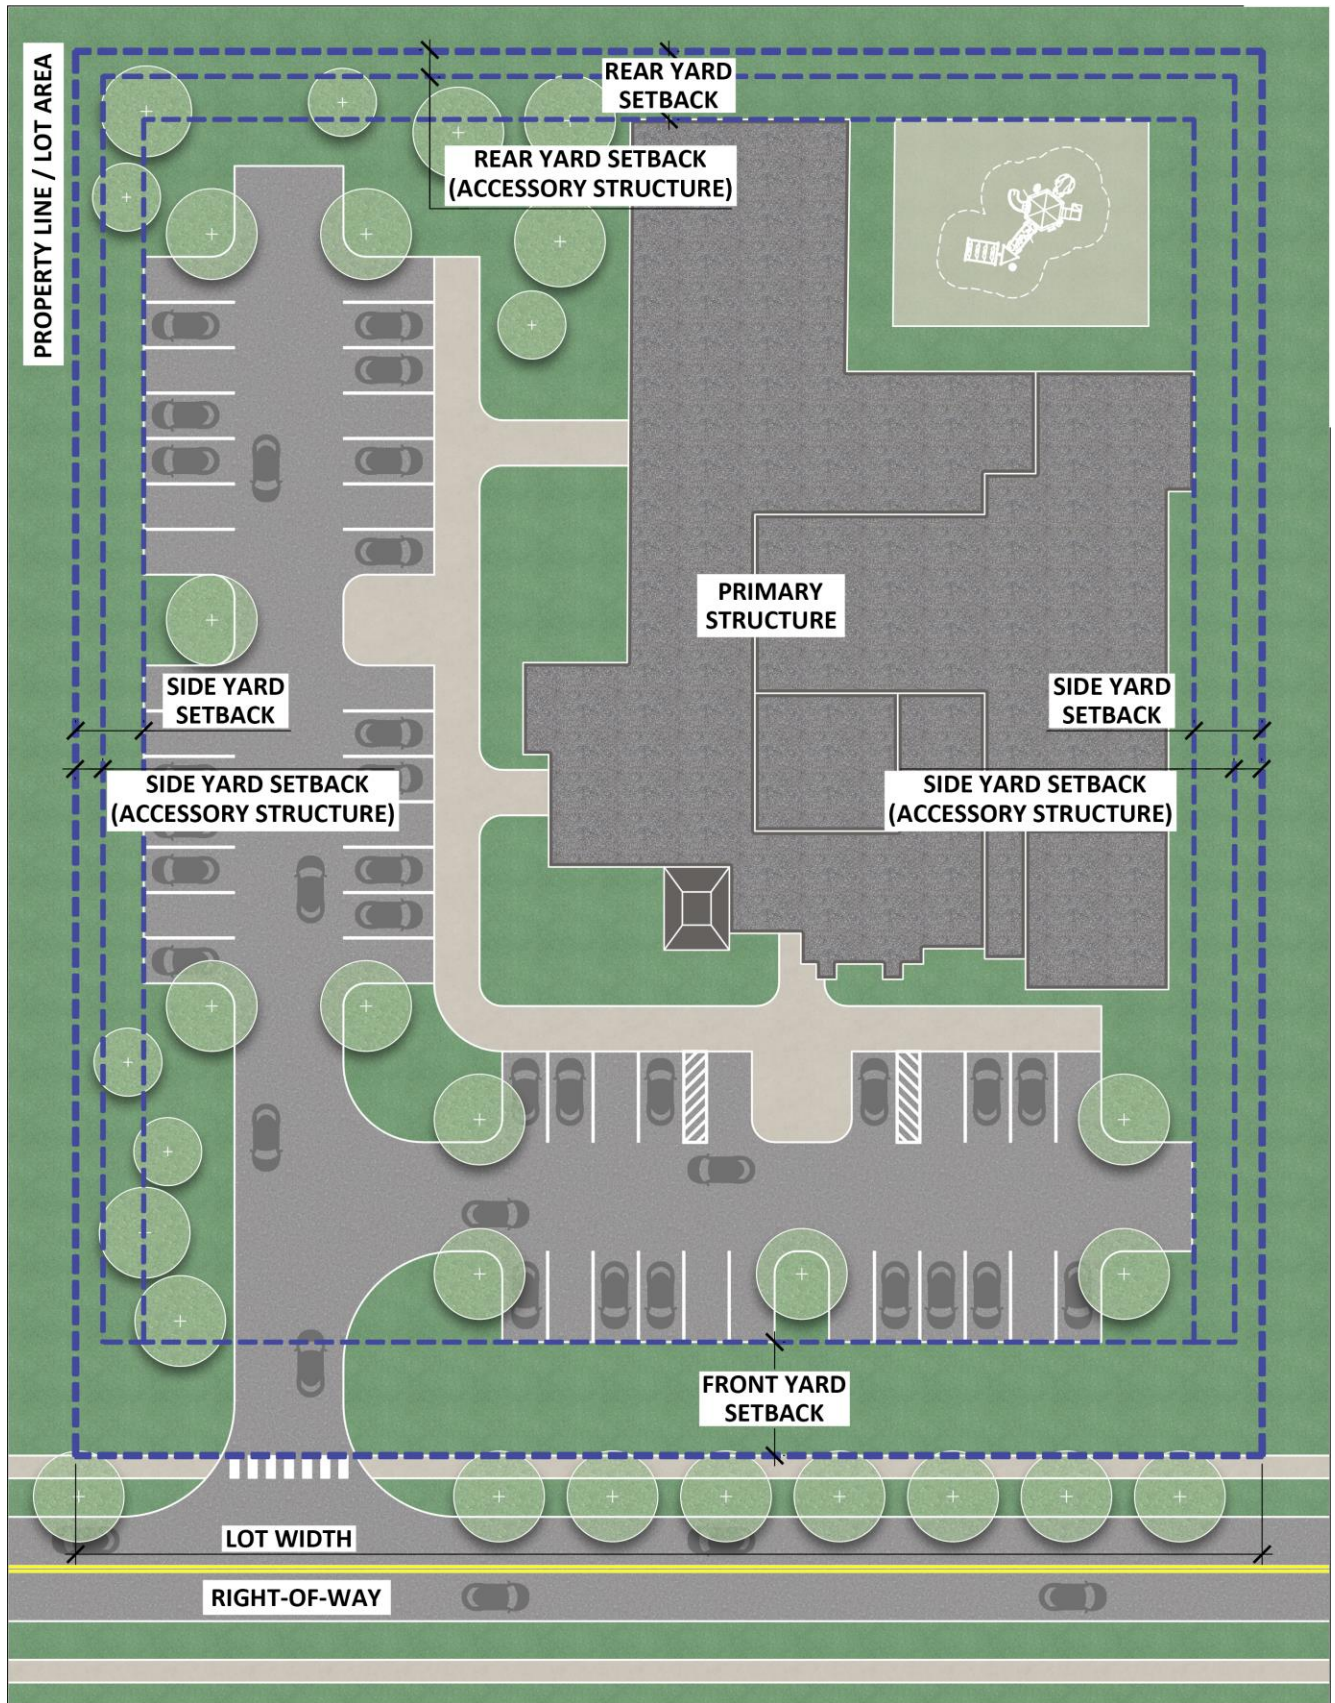 PROPERTY LINE / LOT AREA
REAR YARD
SETBACK
REAR YARD SETBACK
(ACCESSORY STRUCTURE)
PRIMARY
STRUCTURE
SIDE YARD
SETBACK
SIDE YARD
SETBACK
SIDE YARD SETBACK
(ACCESSORY STRUCTURE)
SIDE YARD SETBACK
(ACCESSORY STRUCTURE)
FRONT YARD
SETBACK
LOT WIDTH
RIGHT-OF-WAY